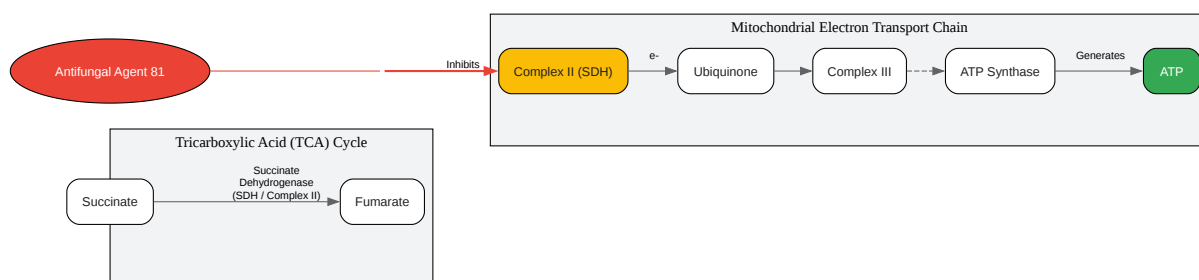 Mitochondrial Electron Transport Chain
Antifungal Agent 81
Inhibits
Complex II (SDH)
e-
Ubiquinone
Complex III
ATP Synthase
Generates
ATP
Tricarboxylic Acid (TCA) Cycle
Succinate
Succinate
Dehydrogenase
(SDH / Complex II)
Fumarate